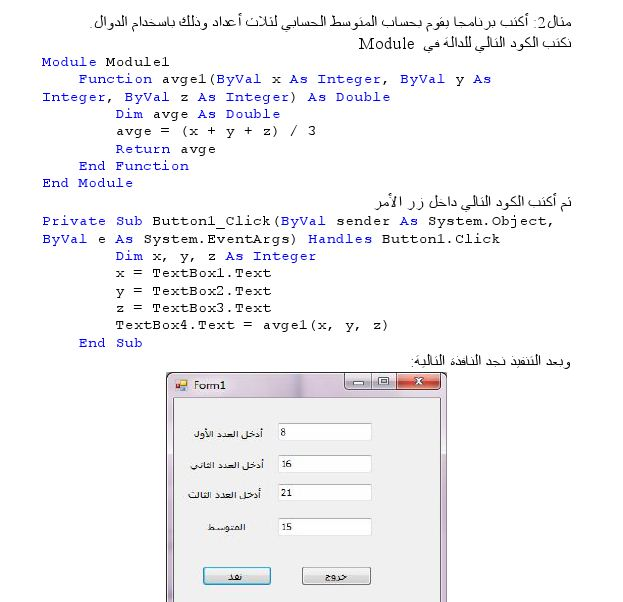 مثال2: أكتب برنامجا يقوم بحساب المتوسط الحسابي لثلاث أعداد وذلك باستخدام الدوال.
نكتب الكود التالي للدالة في Module
Module Module1
Function avge1(ByVal x As Integer, ByVal y As
Integer, ByVal z As Integer) As Double
Dim avge As Double
avge = (x + y + z) / 3
Return avge
End Function
End Module
ثم أكتب الكود التالي داخل زر الأمر
Private Sub Button1_Click(ByVal sender As System.Object,
ByVal e As System.EventArgs) Handles Button1.Click
Dim x, y, z As Integer
x = TextBox1.Text
y = TextBox2.Text
z = TextBox3.Text
TextBox4.Text = avge1(x, y, z)
End Sub
وبعد التنفيذ نجد النافذة التالية:
Form1
أدخل العدد الأول 8
أدخل العدد الثاني 16
أدخل العدد الثالث 21
المتوسط 15
نفذ خروج